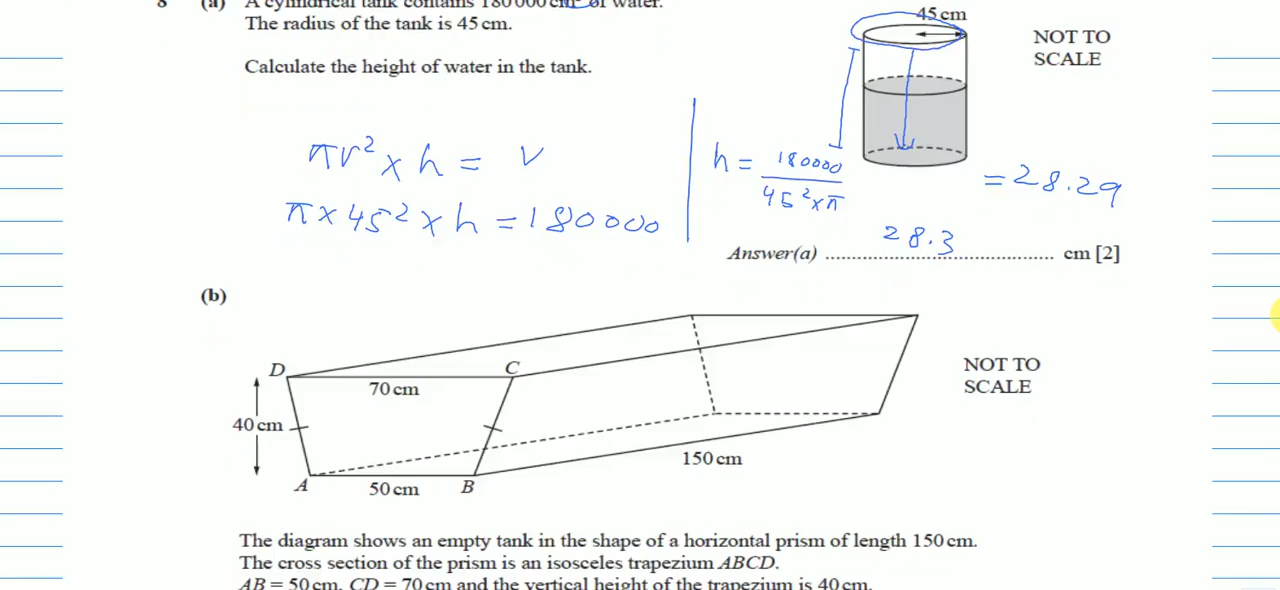 8 (a) A cylindrical tank contains 180 000 cm³ of water.
The radius of the tank is 45 cm.
Calculate the height of water in the tank.
45 cm
NOT TO
SCALE
πr² × h = V
π × 45² × h = 180000
h = 180000 / 45² × π
= 28.29
28.3
Answer(a) ................................................ cm [2]
(b)
D
C
70 cm
40 cm
A
50 cm
B
150 cm
NOT TO
SCALE
The diagram shows an empty tank in the shape of a horizontal prism of length 150 cm.
The cross section of the prism is an isosceles trapezium ABCD.
AB = 50 cm, CD = 70 cm and the vertical height of the trapezium is 40 cm.